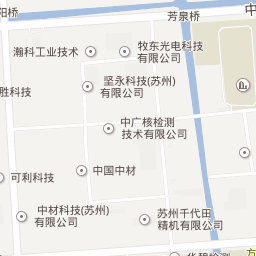 阳桥
芳泉桥
中
瀚科工业技术
牧东光电科技
有限公司
坚永科技(苏州)
有限公司
胜科技
中广核检测
技术有限公司
中国中材
可利科技
中材科技(苏州)
有限公司
苏州千代田
精机有限公司